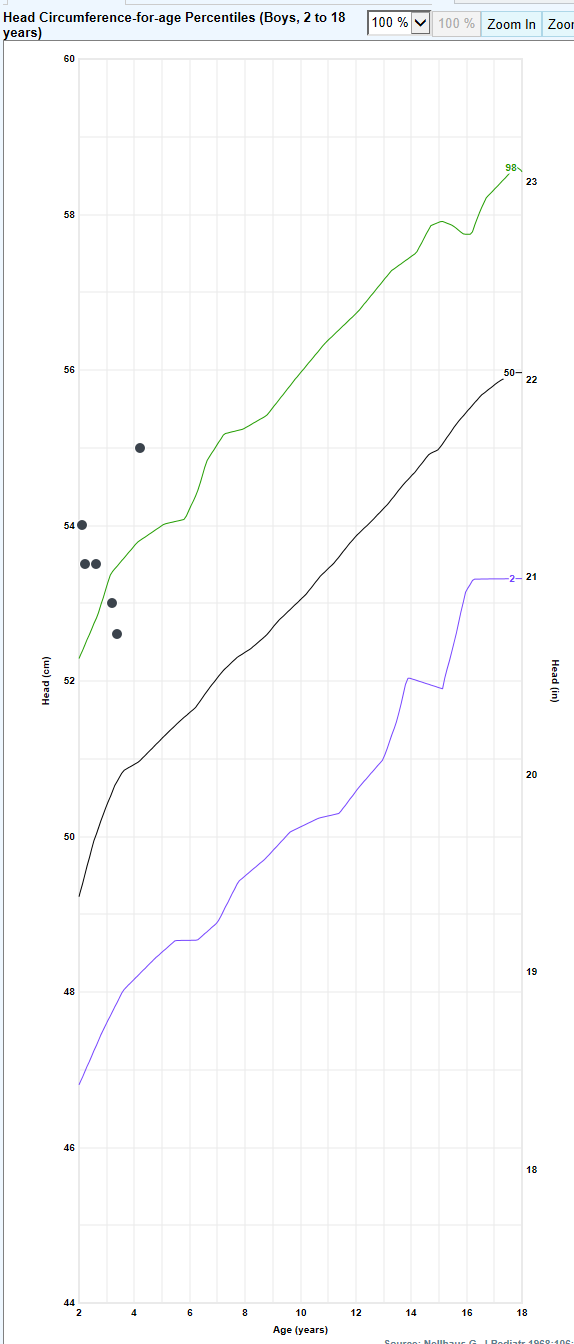 Head Circumference-for-age Percentiles (Boys, 2 to 18
years)
100 %
100 %
Zoom In
Zoo
60
98
23
58
56
50
22
54
2
21
52
Head (cm)
Head (in)
20
50
19
48
46
18
44
2 4 6 8 10 12 14 16 18
Age (years)